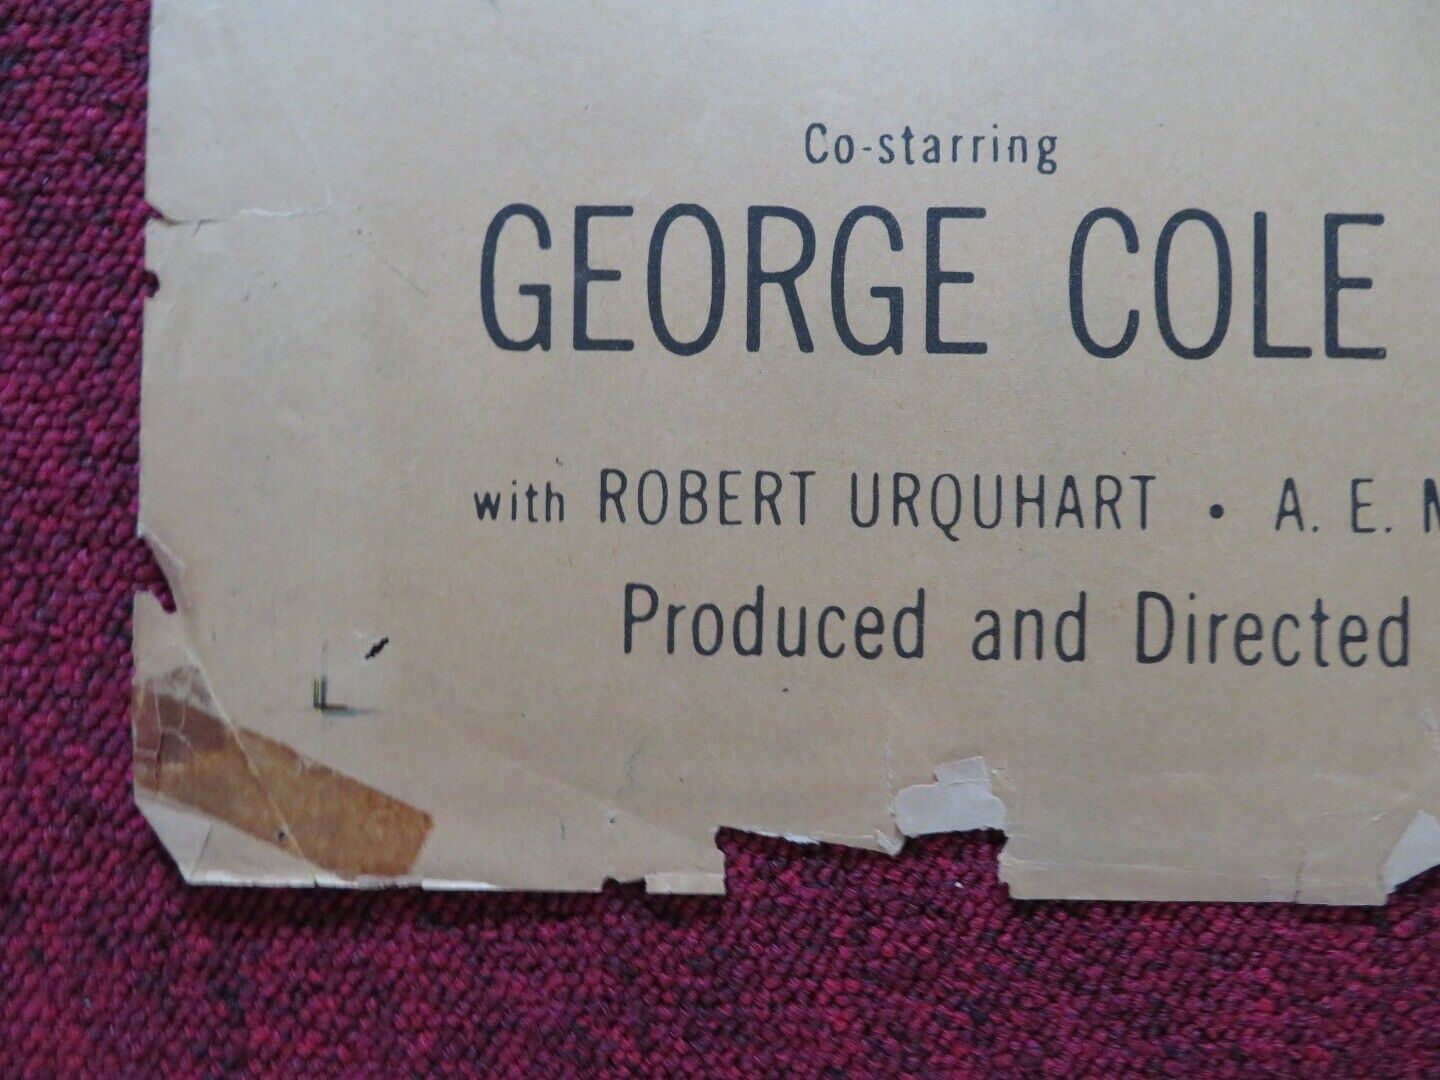 Co-starring
GEORGE COLE
with ROBERT URQUHART • A. E.
Produced and Directed